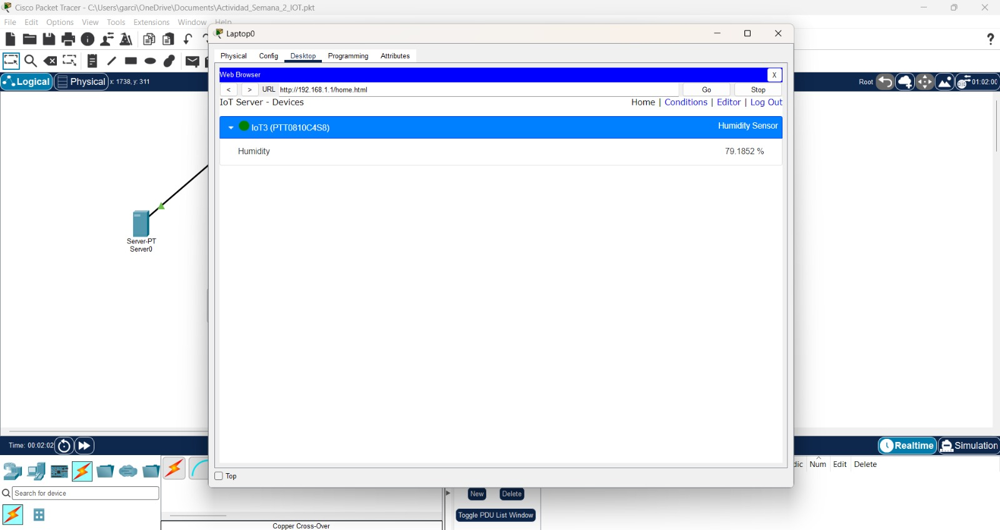 Cisco Packet Tracer - C:\Users\garci\OneDrive\Documents\Actividad_Semana_2_IOT.pkt
File Edit Options View Tools Extensions Window Help
Laptop0
Physical Config Desktop Programming Attributes
Web Browser
X
< > URL http://192.168.1.1/home.html Go Stop
IoT Server - Devices Home | Conditions | Editor | Log Out
IoT3 (PTT0810C4S8) Humidity Sensor
Humidity 79.1852 %
Top
?
Logical Physical x: 1738, y: 311 Root 01:02:00
Server-PT
Server0
Time: 00:02:02 Realtime Simulation
dic Num Edit Delete
Search for device
New Delete
Toggle PDU List Window
Copper Cross-Over